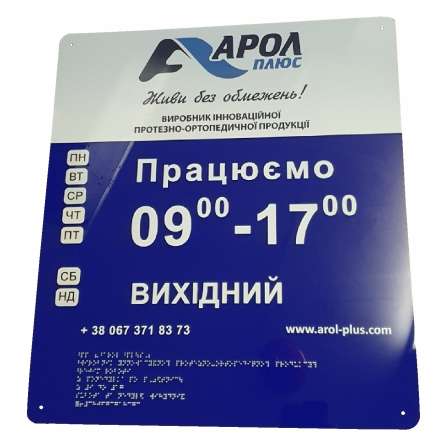 АРОЛ
ПЛЮС
Живи без обмежень!
ВИРОБНИК ІННОВАЦІЙНОЇ
ПРОТЕЗНО-ОРТОПЕДИЧНОЇ ПРОДУКЦІЇ
ПН
ВТ
СР
ЧТ
ПТ
Працюємо
09⁰⁰-17⁰⁰
СБ
НД
ВИХІДНИЙ
+ 38 067 371 83 73
www.arol-plus.com